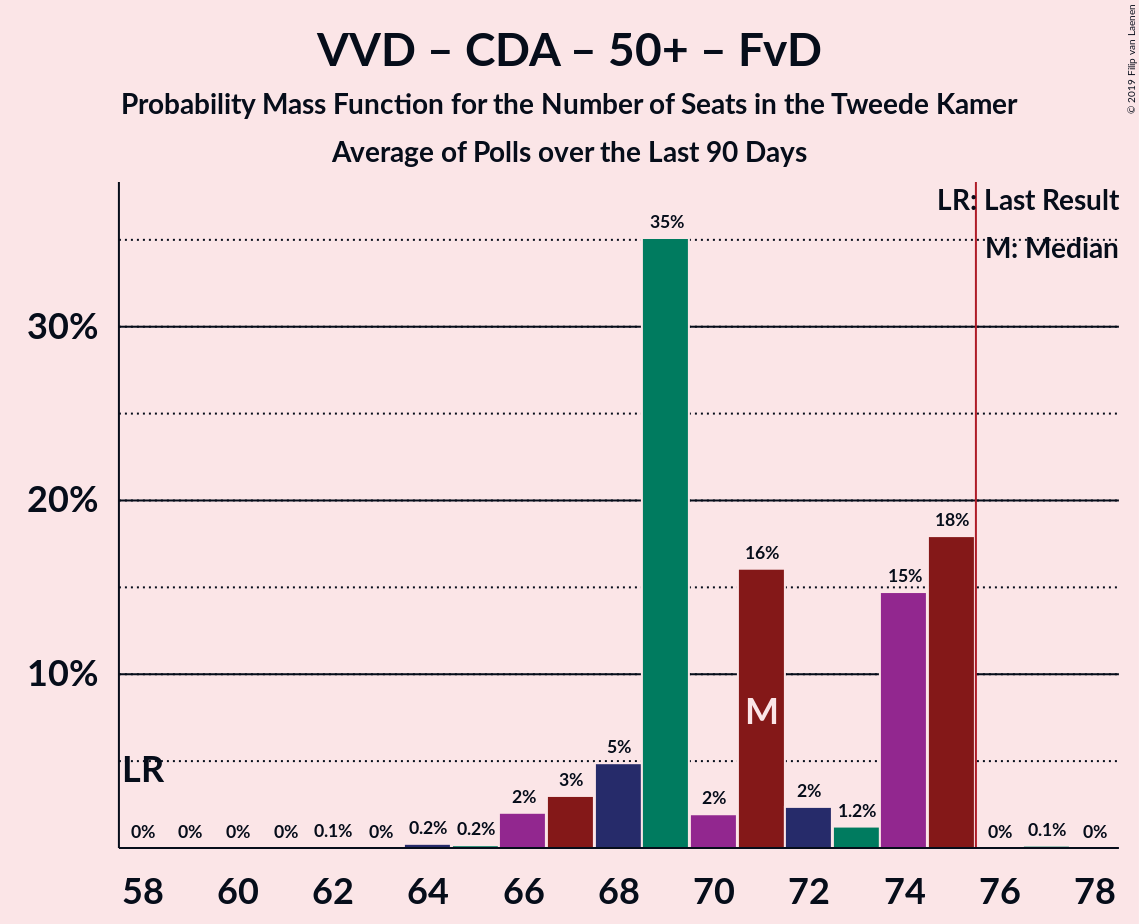 VVD – CDA – 50+ – FvD
Probability Mass Function for the Number of Seats in the Tweede Kamer
Average of Polls over the Last 90 Days
© 2019 Filip van Laenen
LR: Last Result
M: Median
35%
30%
20%
18%
16%
15%
10%
M
LR
5%
3%
2%
2%
2%
1.2%
0% 0% 0% 0% 0.1% 0% 0.2% 0.2% 0% 0.1% 0%
58 60 62 64 66 68 70 72 74 76 78